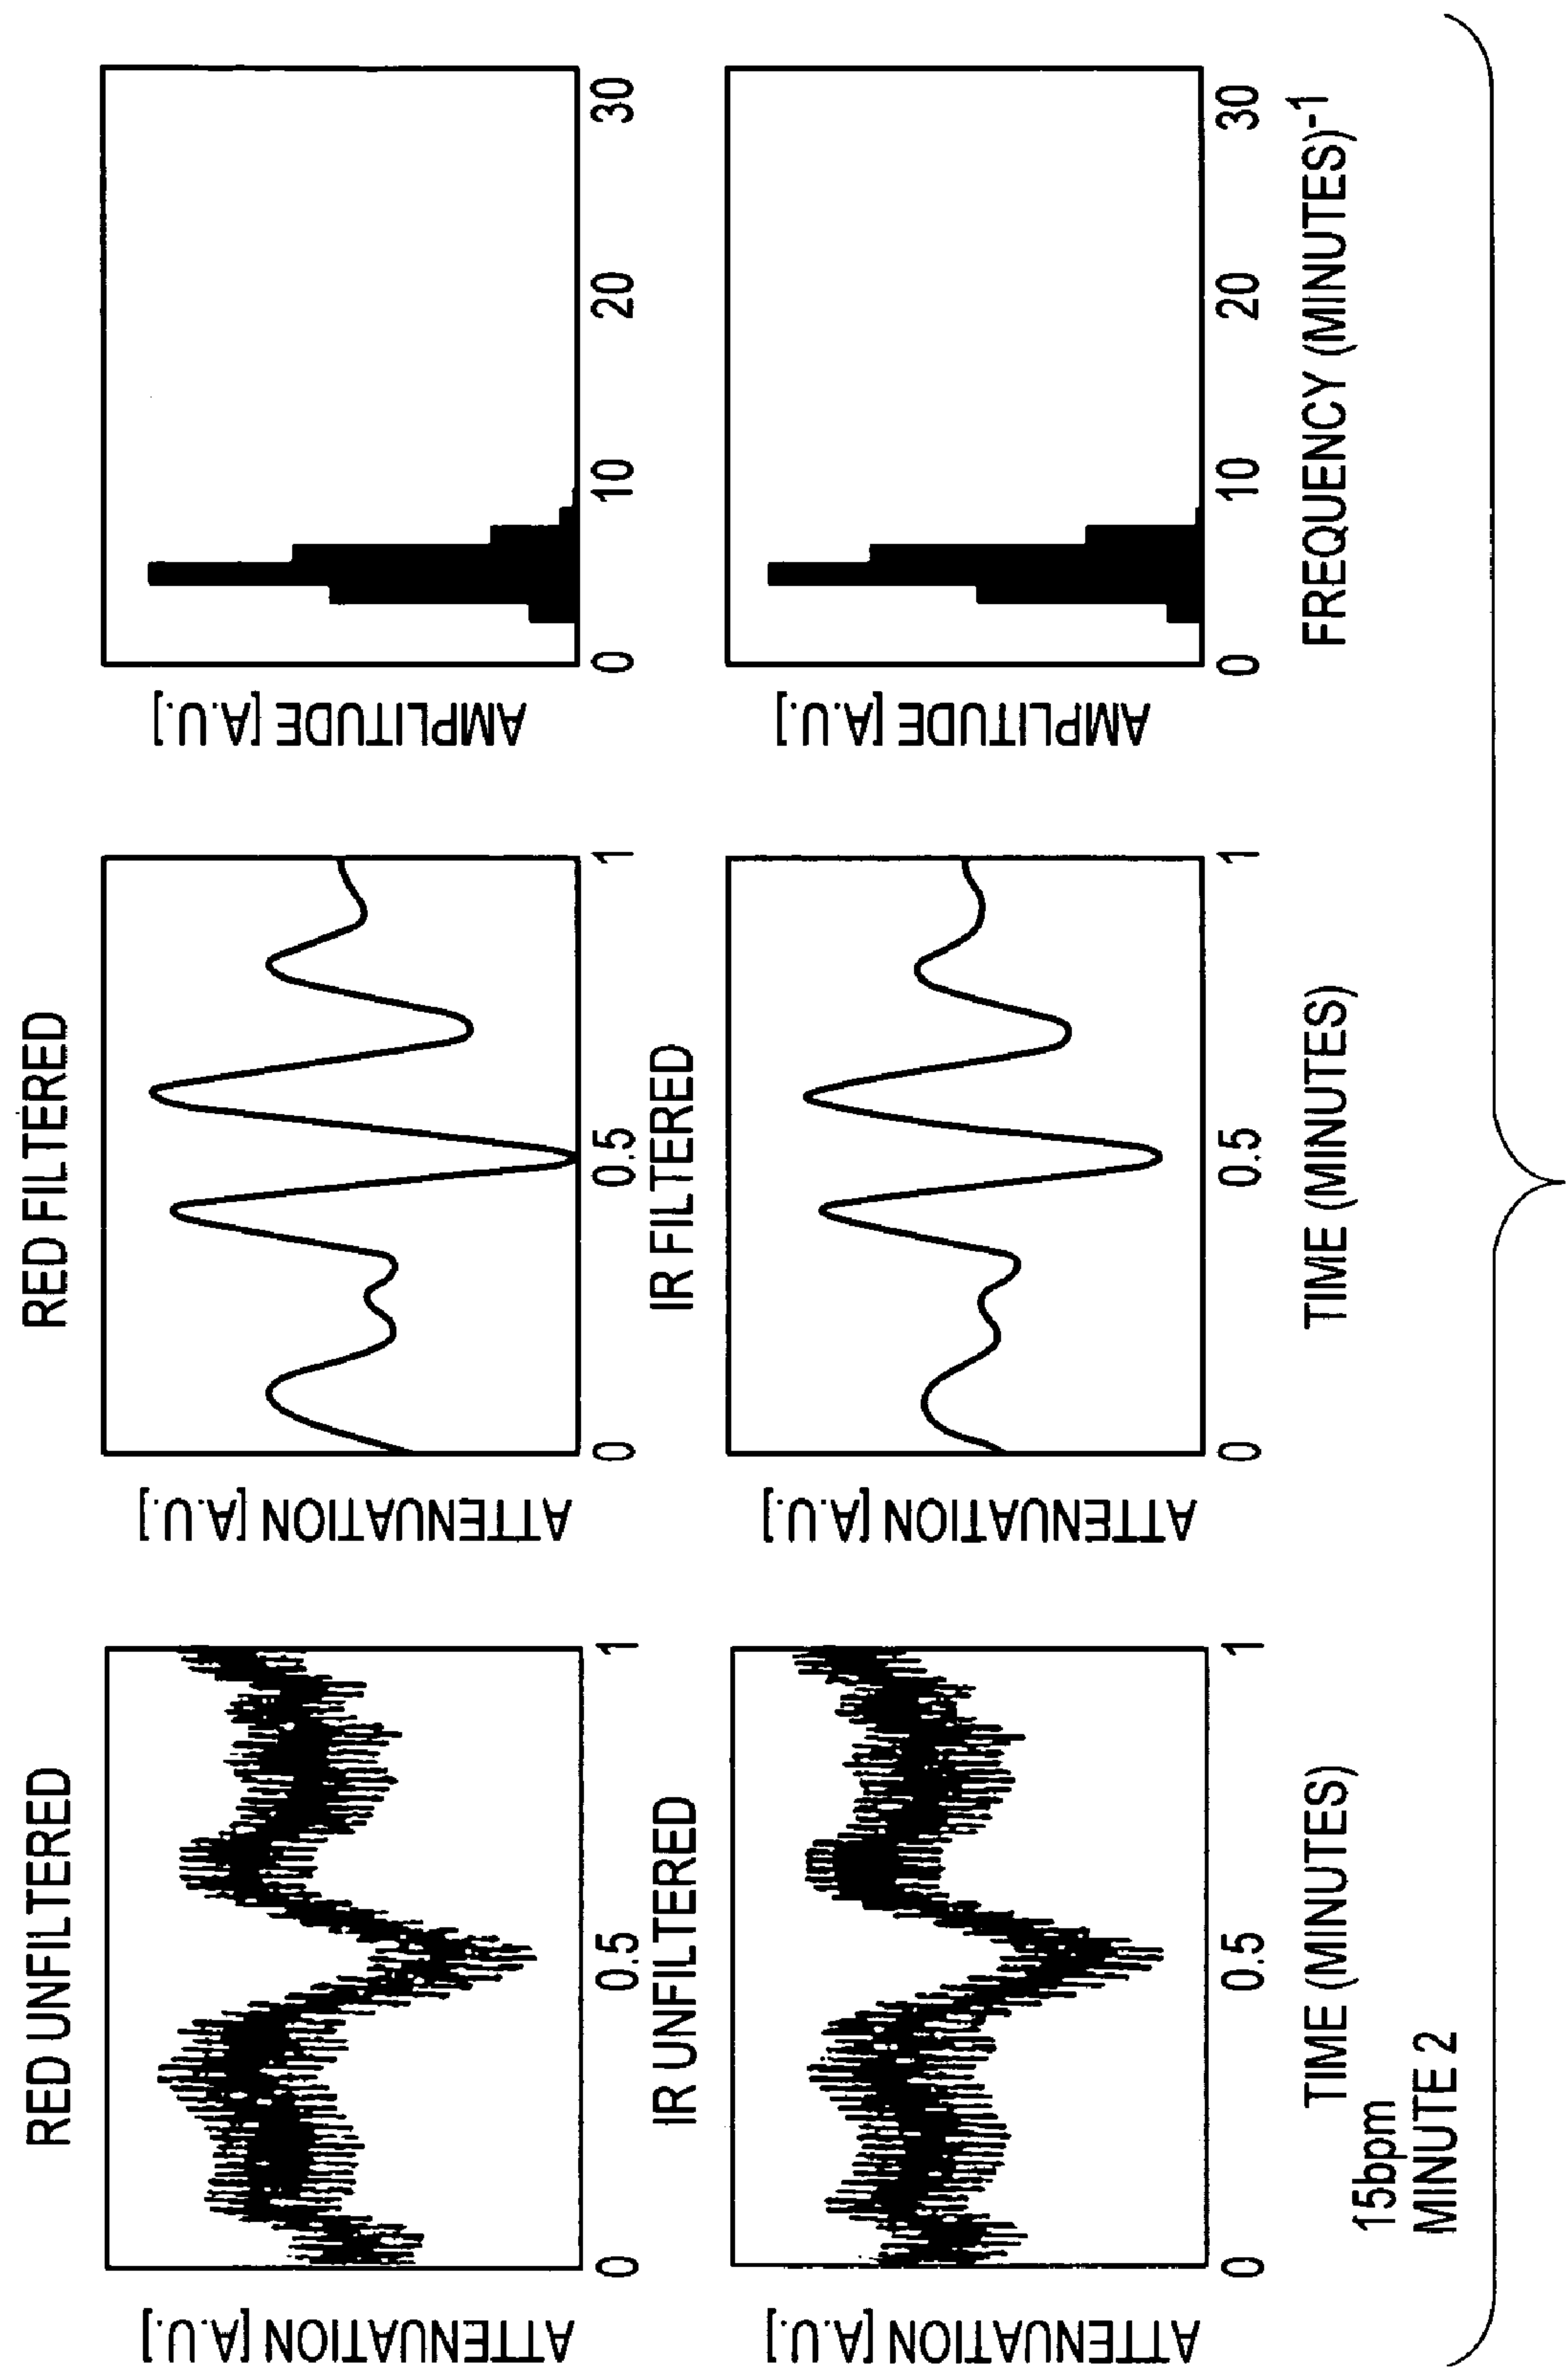 RED UNFILTERED
RED FILTERED
ATTENUATION [A.U.]
0
0.5
1
ATTENUATION [A.U.]
0
0.5
1
AMPLITUDE [A.U.]
0
10
20
30
IR UNFILTERED
IR FILTERED
ATTENUATION [A.U.]
0
0.5
1
ATTENUATION [A.U.]
0
0.5
1
AMPLITUDE [A.U.]
0
10
20
30
TIME (MINUTES)
TIME (MINUTES)
FREQUENCY (MINUTES)-1
15bpm
MINUTE 2